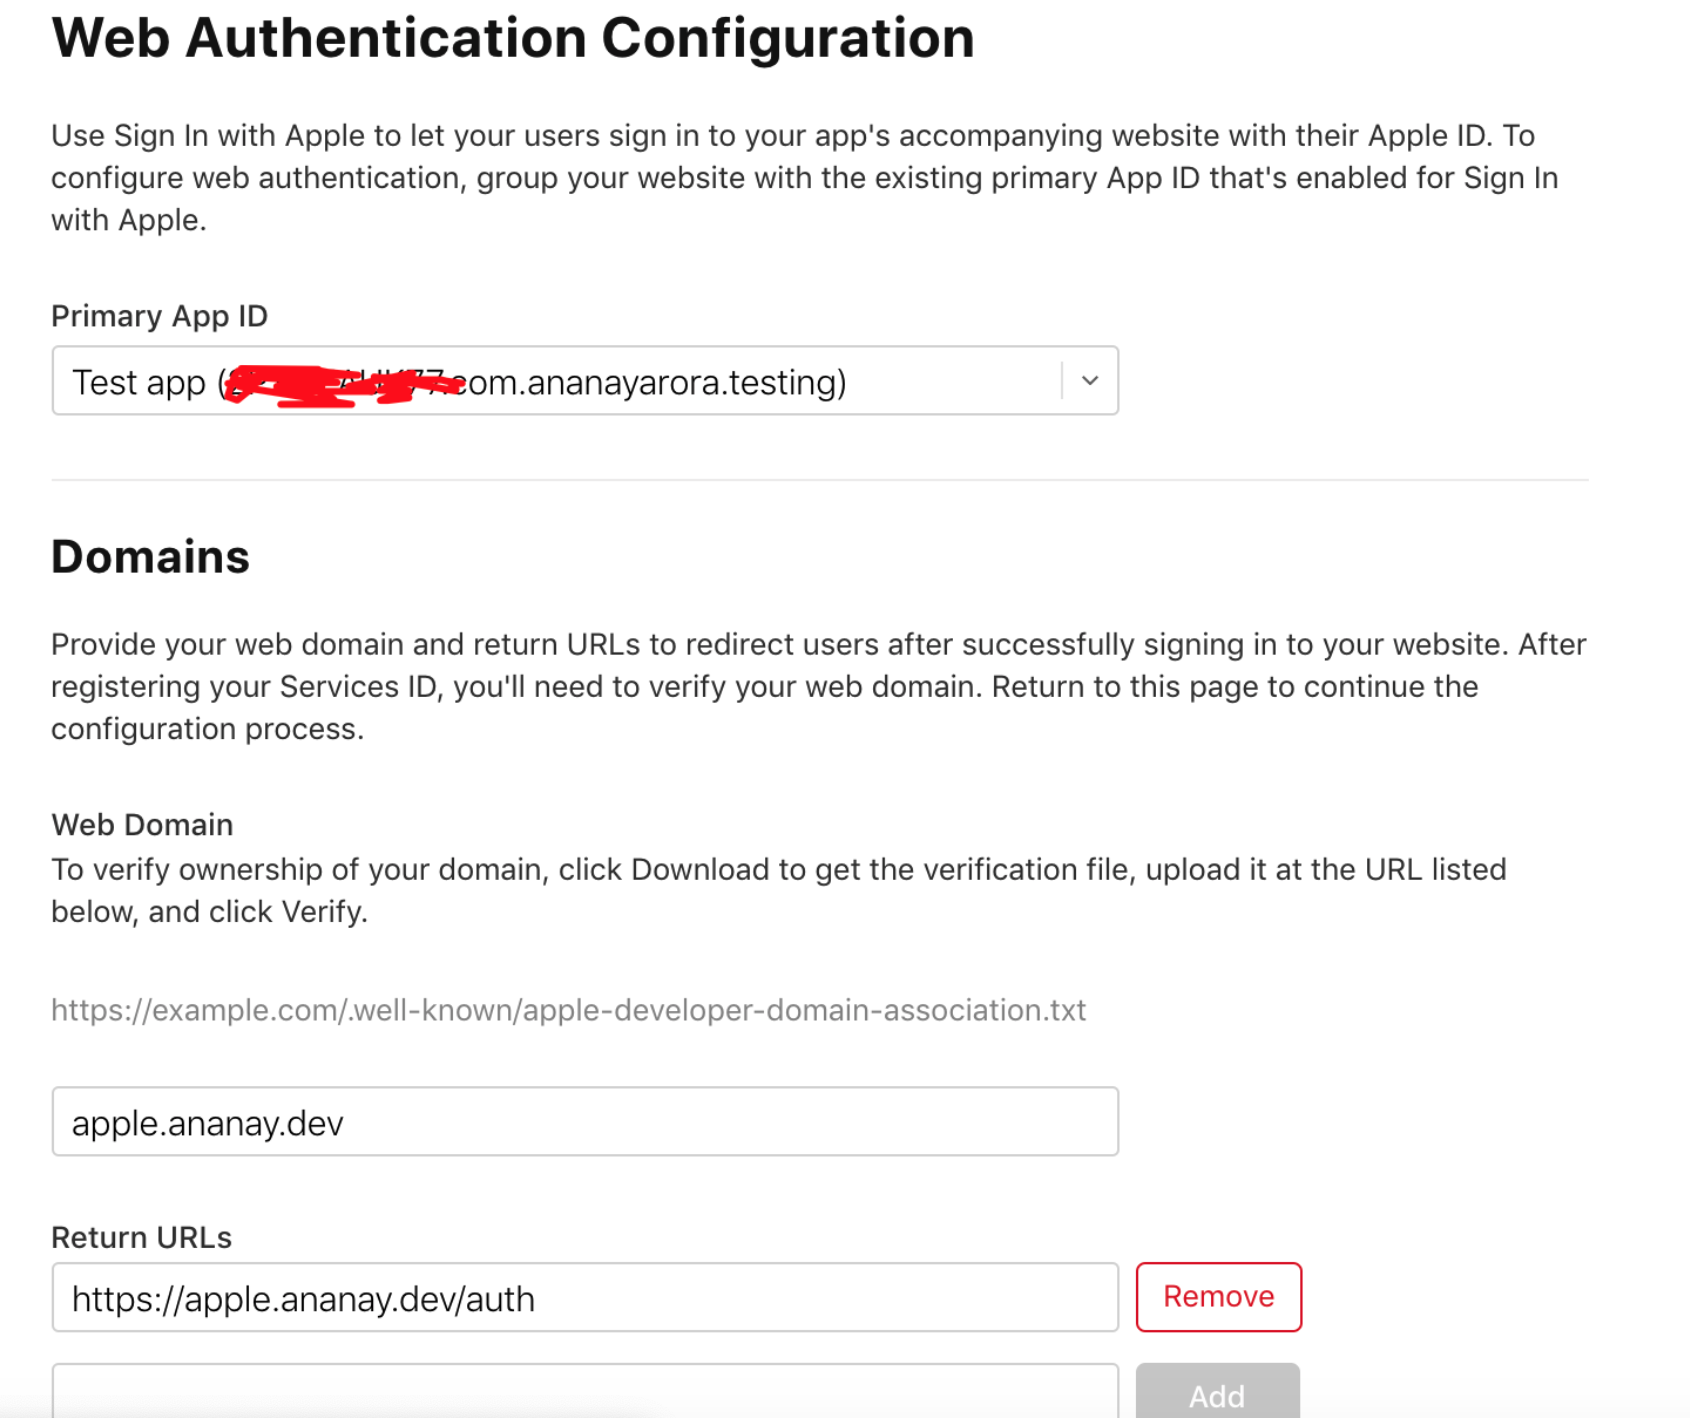 Web Authentication Configuration
Use Sign In with Apple to let your users sign in to your app's accompanying website with their Apple ID. To
configure web authentication, group your website with the existing primary App ID that's enabled for Sign In
with Apple.
Primary App ID
Test app (com.ananayarora.testing)
Domains
Provide your web domain and return URLs to redirect users after successfully signing in to your website. After
registering your Services ID, you'll need to verify your web domain. Return to this page to continue the
configuration process.
Web Domain
To verify ownership of your domain, click Download to get the verification file, upload it at the URL listed
below, and click Verify.
https://example.com/.well-known/apple-developer-domain-association.txt
apple.ananay.dev
Return URLs
https://apple.ananay.dev/auth
Remove
Add